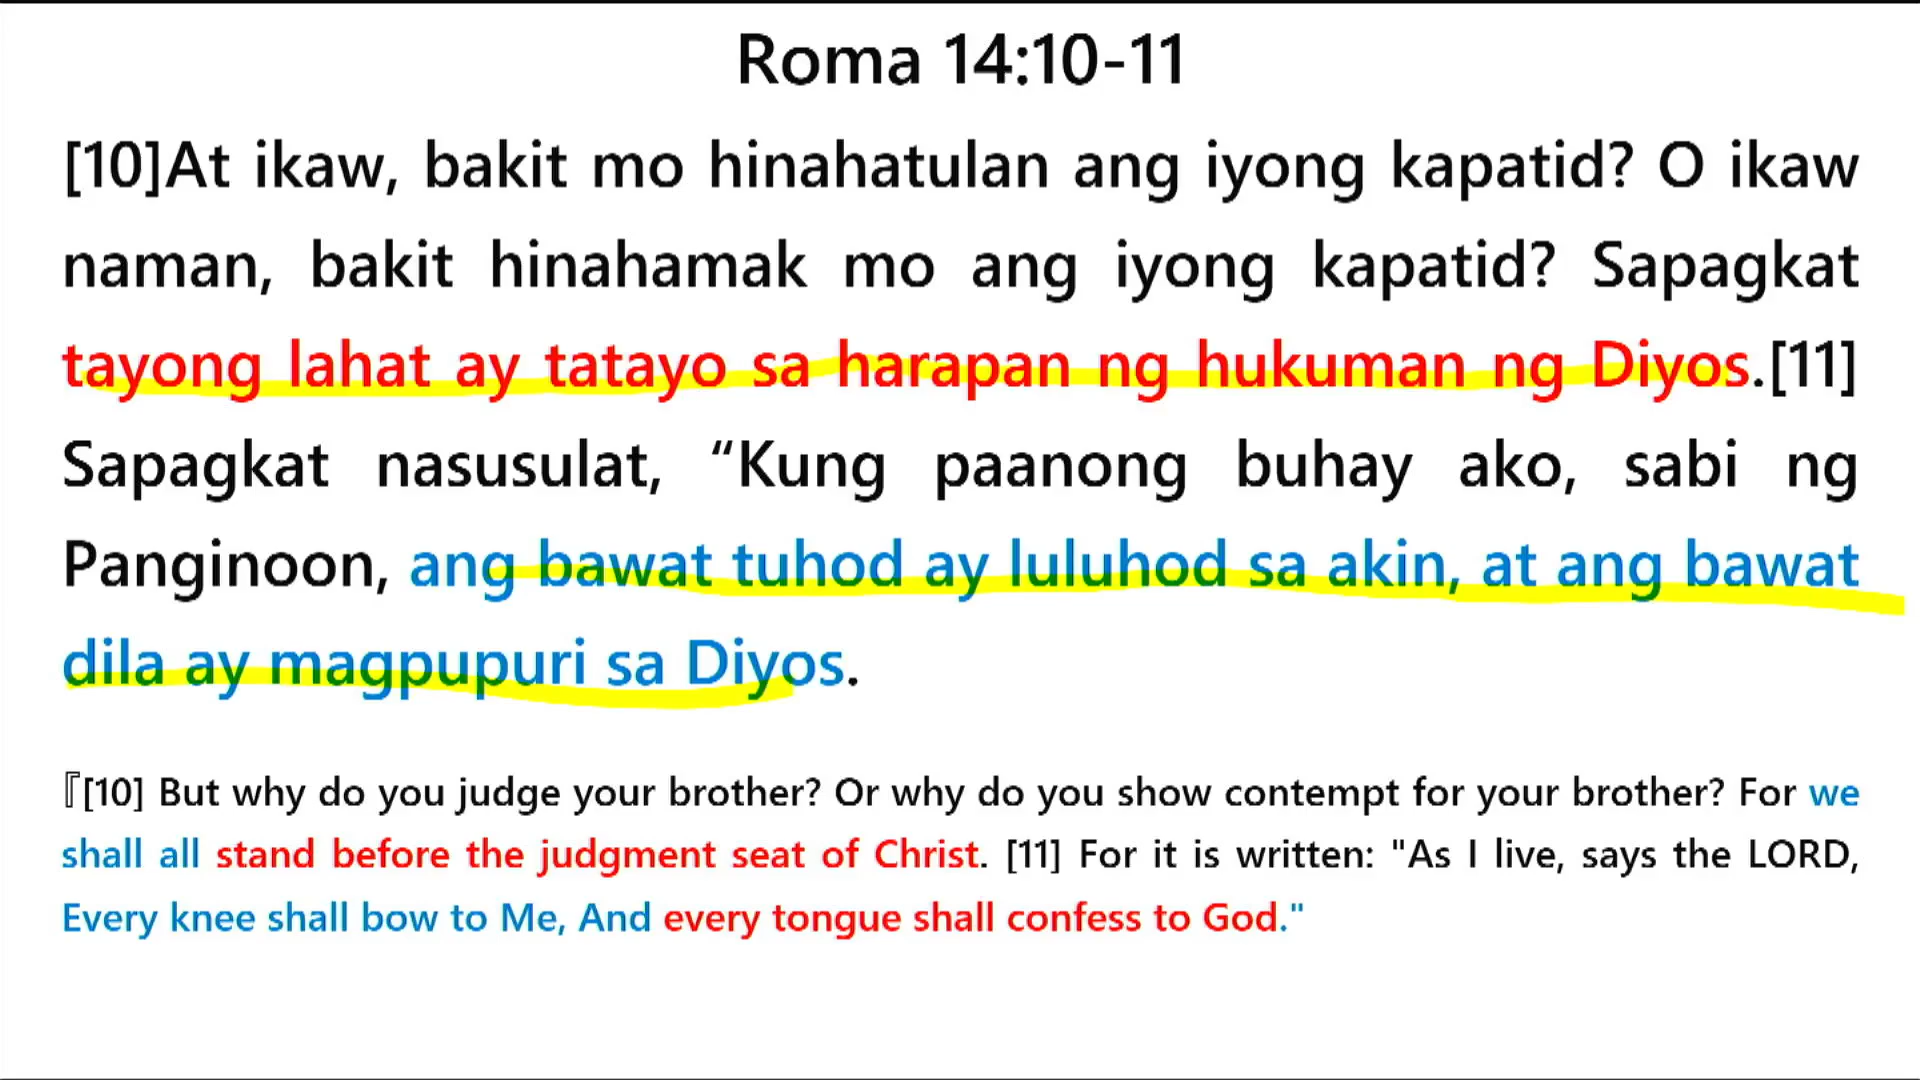 Roma 14:10-11
[10]At ikaw, bakit mo hinahatulan ang iyong kapatid? O ikaw
naman, bakit hinahamak mo ang iyong kapatid? Sapagkat
tayong lahat ay tatayo sa harapan ng hukuman ng Diyos.[11]
Sapagkat nasusulat, “Kung paanong buhay ako, sabi ng
Panginoon, ang bawat tuhod ay luluhod sa akin, at ang bawat
dila ay magpupuri sa Diyos.
『[10] But why do you judge your brother? Or why do you show contempt for your brother? For we
shall all stand before the judgment seat of Christ. [11] For it is written: "As I live, says the LORD,
Every knee shall bow to Me, And every tongue shall confess to God."